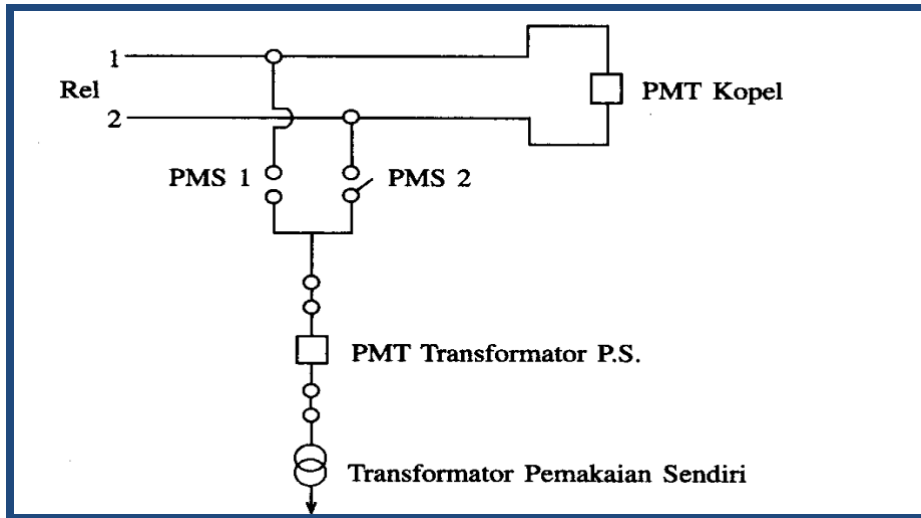 1
Rel
2
PMT Kopel
PMS 1
PMS 2
PMT Transformator P.S.
Transformator Pemakaian Sendiri